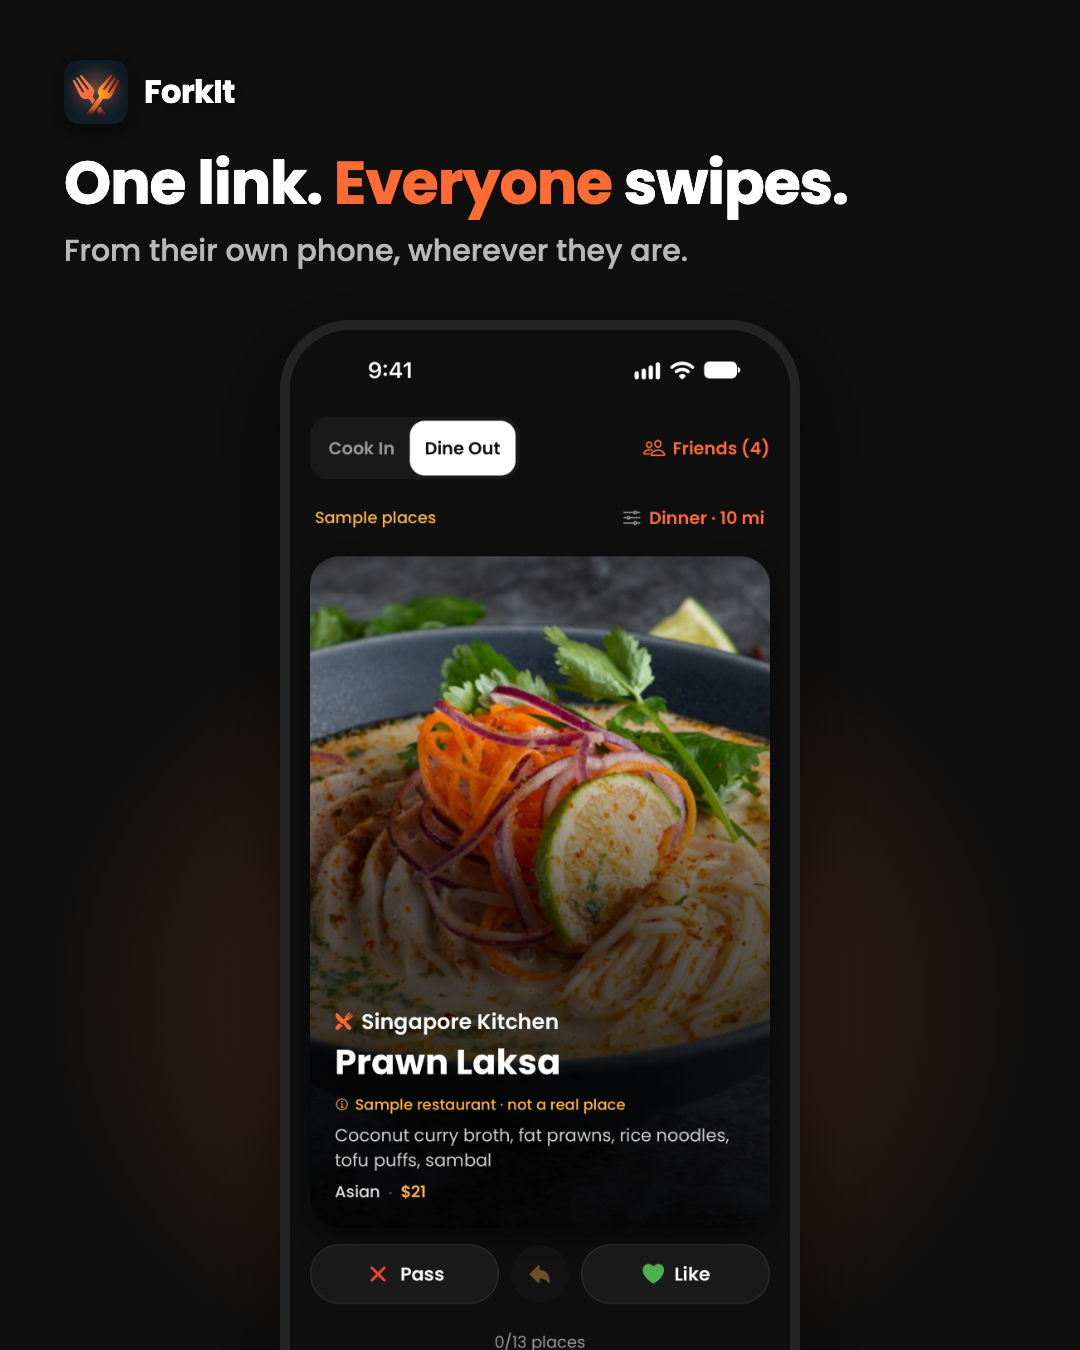 ForkIt
One link. Everyone swipes.
From their own phone, wherever they are.
9:41
Cook In
Dine Out
Friends (4)
Sample places
Dinner · 10 mi
Singapore Kitchen
Prawn Laksa
Sample restaurant · not a real place
Coconut curry broth, fat prawns, rice noodles,
tofu puffs, sambal
Asian · $21
Pass
Like
0/13 places